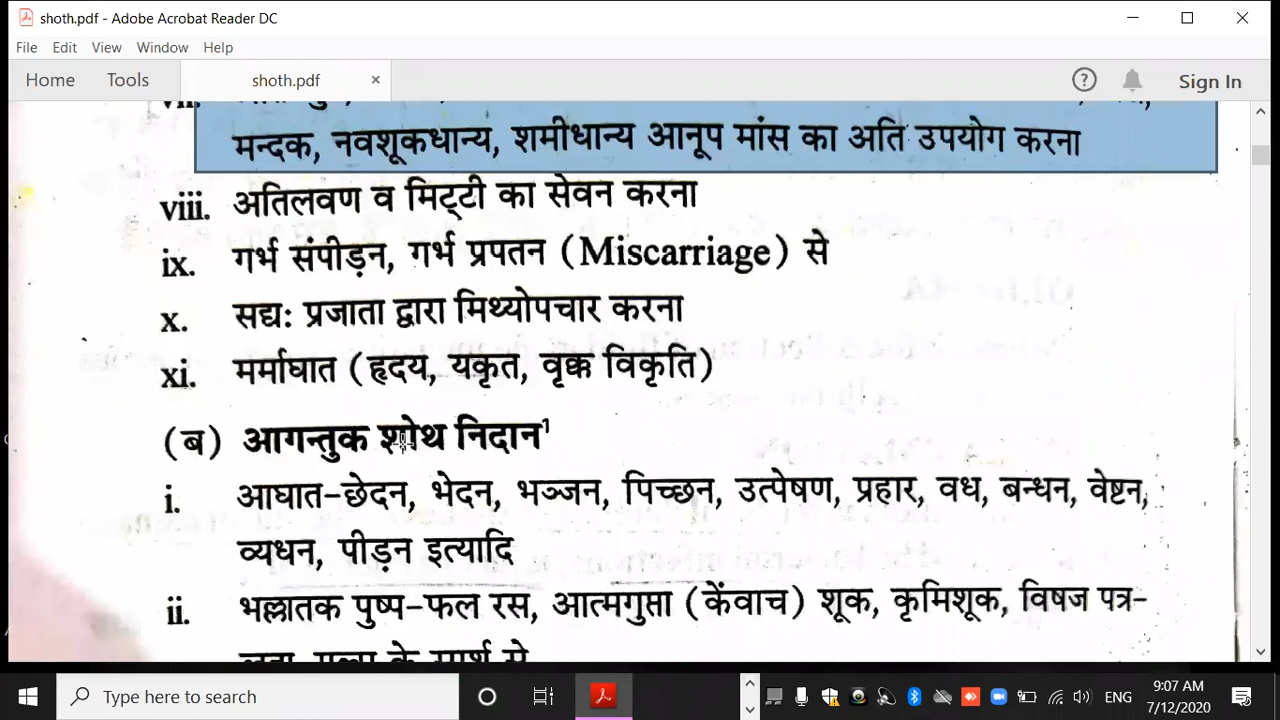 shoth.pdf - Adobe Acrobat Reader DC
File Edit View Window Help
Home Tools shoth.pdf × Sign In
मन्दक, नवशूकधान्य, शमीधान्य आनूप मांस का अति उपयोग करना
viii. अतिलवण व मिट्टी का सेवन करना
ix. गर्भ संपीड़न, गर्भ प्रपतन (Miscarriage) से
x. सद्यः प्रजाता द्वारा मिथ्योपचार करना
xi. मर्माघात (हृदय, यकृत, वृक्क विकृति)
(ब) आगन्तुक शोथ निदान¹
i. आघात-छेदन, भेदन, भञ्जन, पिच्छन, उत्पेषण, प्रहार, वध, बन्धन, वेष्टन,
व्यधन, पीड़न इत्यादि
ii. भल्लातक पुष्प-फल रस, आत्मगुप्ता (केंवाच) शूक, कृमिशूक, विषज पत्र-
Type here to search
ENG
9:07 AM
7/12/2020